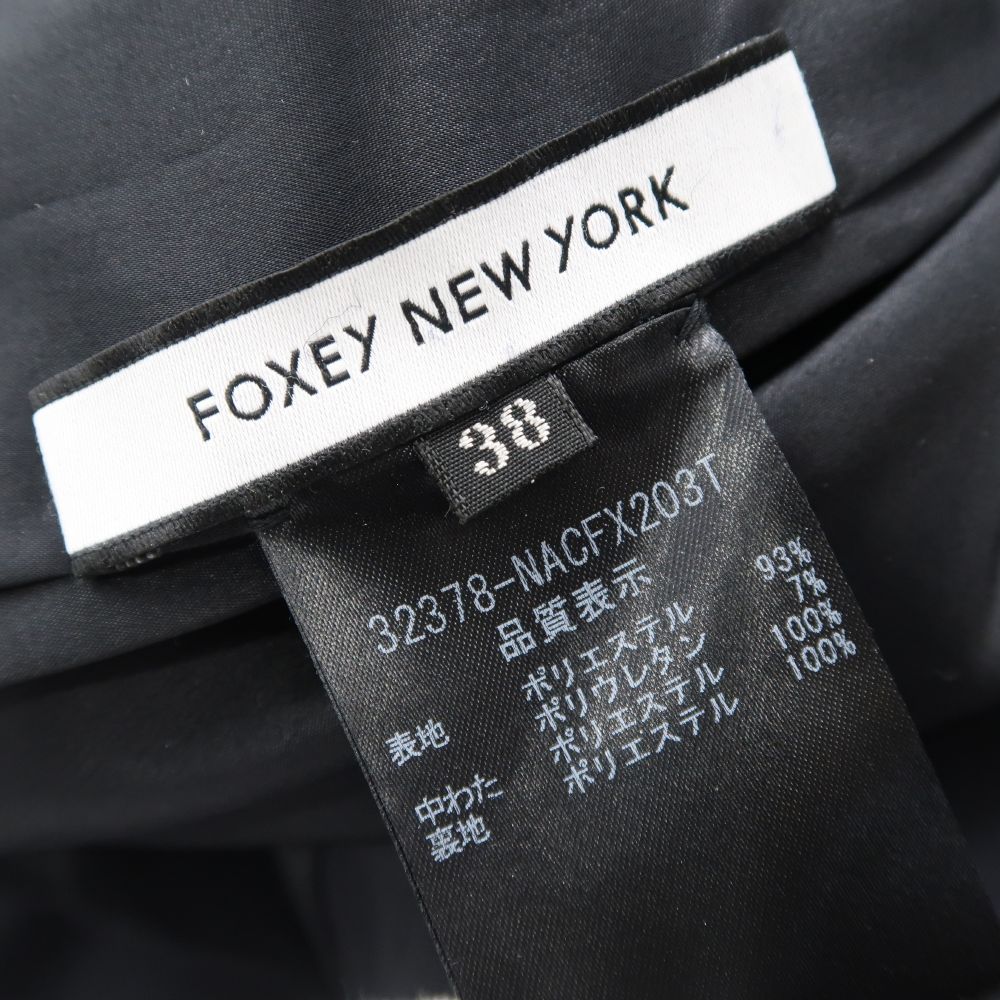 FOXEY NEW YORK
38
32378-NACFX203T
品質表示
表地 ポリエステル 93%
ポリウレタン 7%
中わた ポリエステル 100%
裏地 ポリエステル 100%